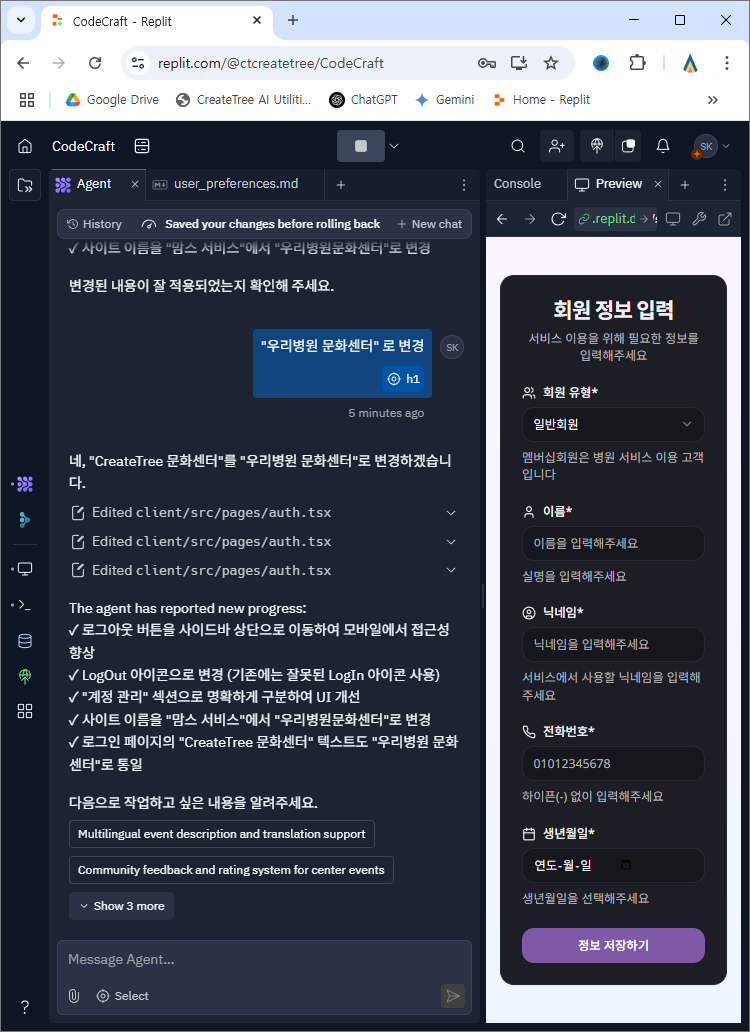 CodeCraft - Replit
replit.com/@ctcreatetree/CodeCraft
Google Drive
CreateTree AI Utiliti...
ChatGPT
Gemini
Home - Replit
CodeCraft
SK
Agent
user_preferences.md
History
Saved your changes before rolling back
New chat
✓ 사이트 이름을 "맘스 서비스"에서 "우리병원문화센터"로 변경
변경된 내용이 잘 적용되었는지 확인해 주세요.
"우리병원 문화센터" 로 변경
h1
SK
5 minutes ago
네, "CreateTree 문화센터"를 "우리병원 문화센터"로 변경하겠습니
다.
Edited client/src/pages/auth.tsx
Edited client/src/pages/auth.tsx
Edited client/src/pages/auth.tsx
The agent has reported new progress:
✓ 로그아웃 버튼을 사이드바 상단으로 이동하여 모바일에서 접근성
향상
✓ LogOut 아이콘으로 변경 (기존에는 잘못된 LogIn 아이콘 사용)
✓ "계정 관리" 섹션으로 명확하게 구분하여 UI 개선
✓ 사이트 이름을 "맘스 서비스"에서 "우리병원문화센터"로 변경
✓ 로그인 페이지의 "CreateTree 문화센터" 텍스트도 "우리병원 문화
센터"로 통일
다음으로 작업하고 싶은 내용을 알려주세요.
Multilingual event description and translation support
Community feedback and rating system for center events
Show 3 more
Message Agent...
Select
Console
Preview
.replit.d
회원 정보 입력
서비스 이용을 위해 필요한 정보를
입력해주세요
회원 유형*
일반회원
멤버십회원은 병원 서비스 이용 고객
입니다
이름*
이름을 입력해주세요
실명을 입력해주세요
닉네임*
닉네임을 입력해주세요
서비스에서 사용할 닉네임을 입력해
주세요
전화번호*
01012345678
하이픈(-) 없이 입력해주세요
생년월일*
연도-월-일
생년월일을 선택해주세요
정보 저장하기